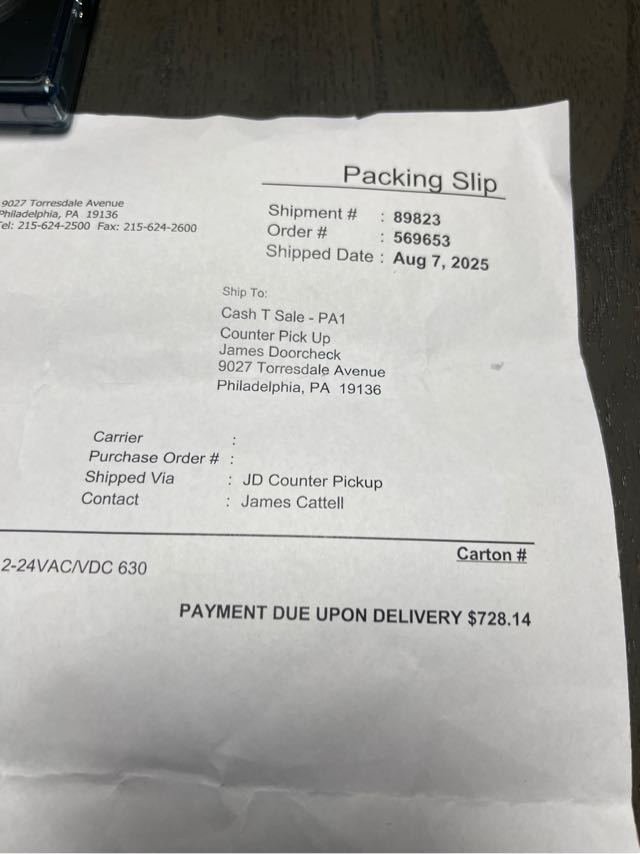 Packing Slip
9027 Torresdale Avenue
Philadelphia, PA 19136
Tel: 215-624-2500 Fax: 215-624-2600
Shipment # : 89823
Order # : 569653
Shipped Date : Aug 7, 2025
Ship To:
Cash T Sale - PA1
Counter Pick Up
James Doorcheck
9027 Torresdale Avenue
Philadelphia, PA 19136
Carrier :
Purchase Order # :
Shipped Via : JD Counter Pickup
Contact : James Cattell
Carton #
2-24VAC/VDC 630
PAYMENT DUE UPON DELIVERY $728.14